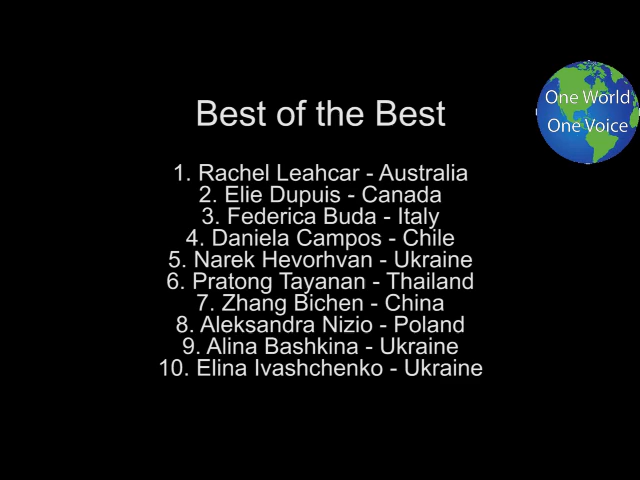 Best of the Best
One World
One Voice
1. Rachel Leahcar - Australia
2. Elie Dupuis - Canada
3. Federica Buda - Italy
4. Daniela Campos - Chile
5. Narek Hevorhvan - Ukraine
6. Pratong Tayanan - Thailand
7. Zhang Bichen - China
8. Aleksandra Nizio - Poland
9. Alina Bashkina - Ukraine
10. Elina Ivashchenko - Ukraine